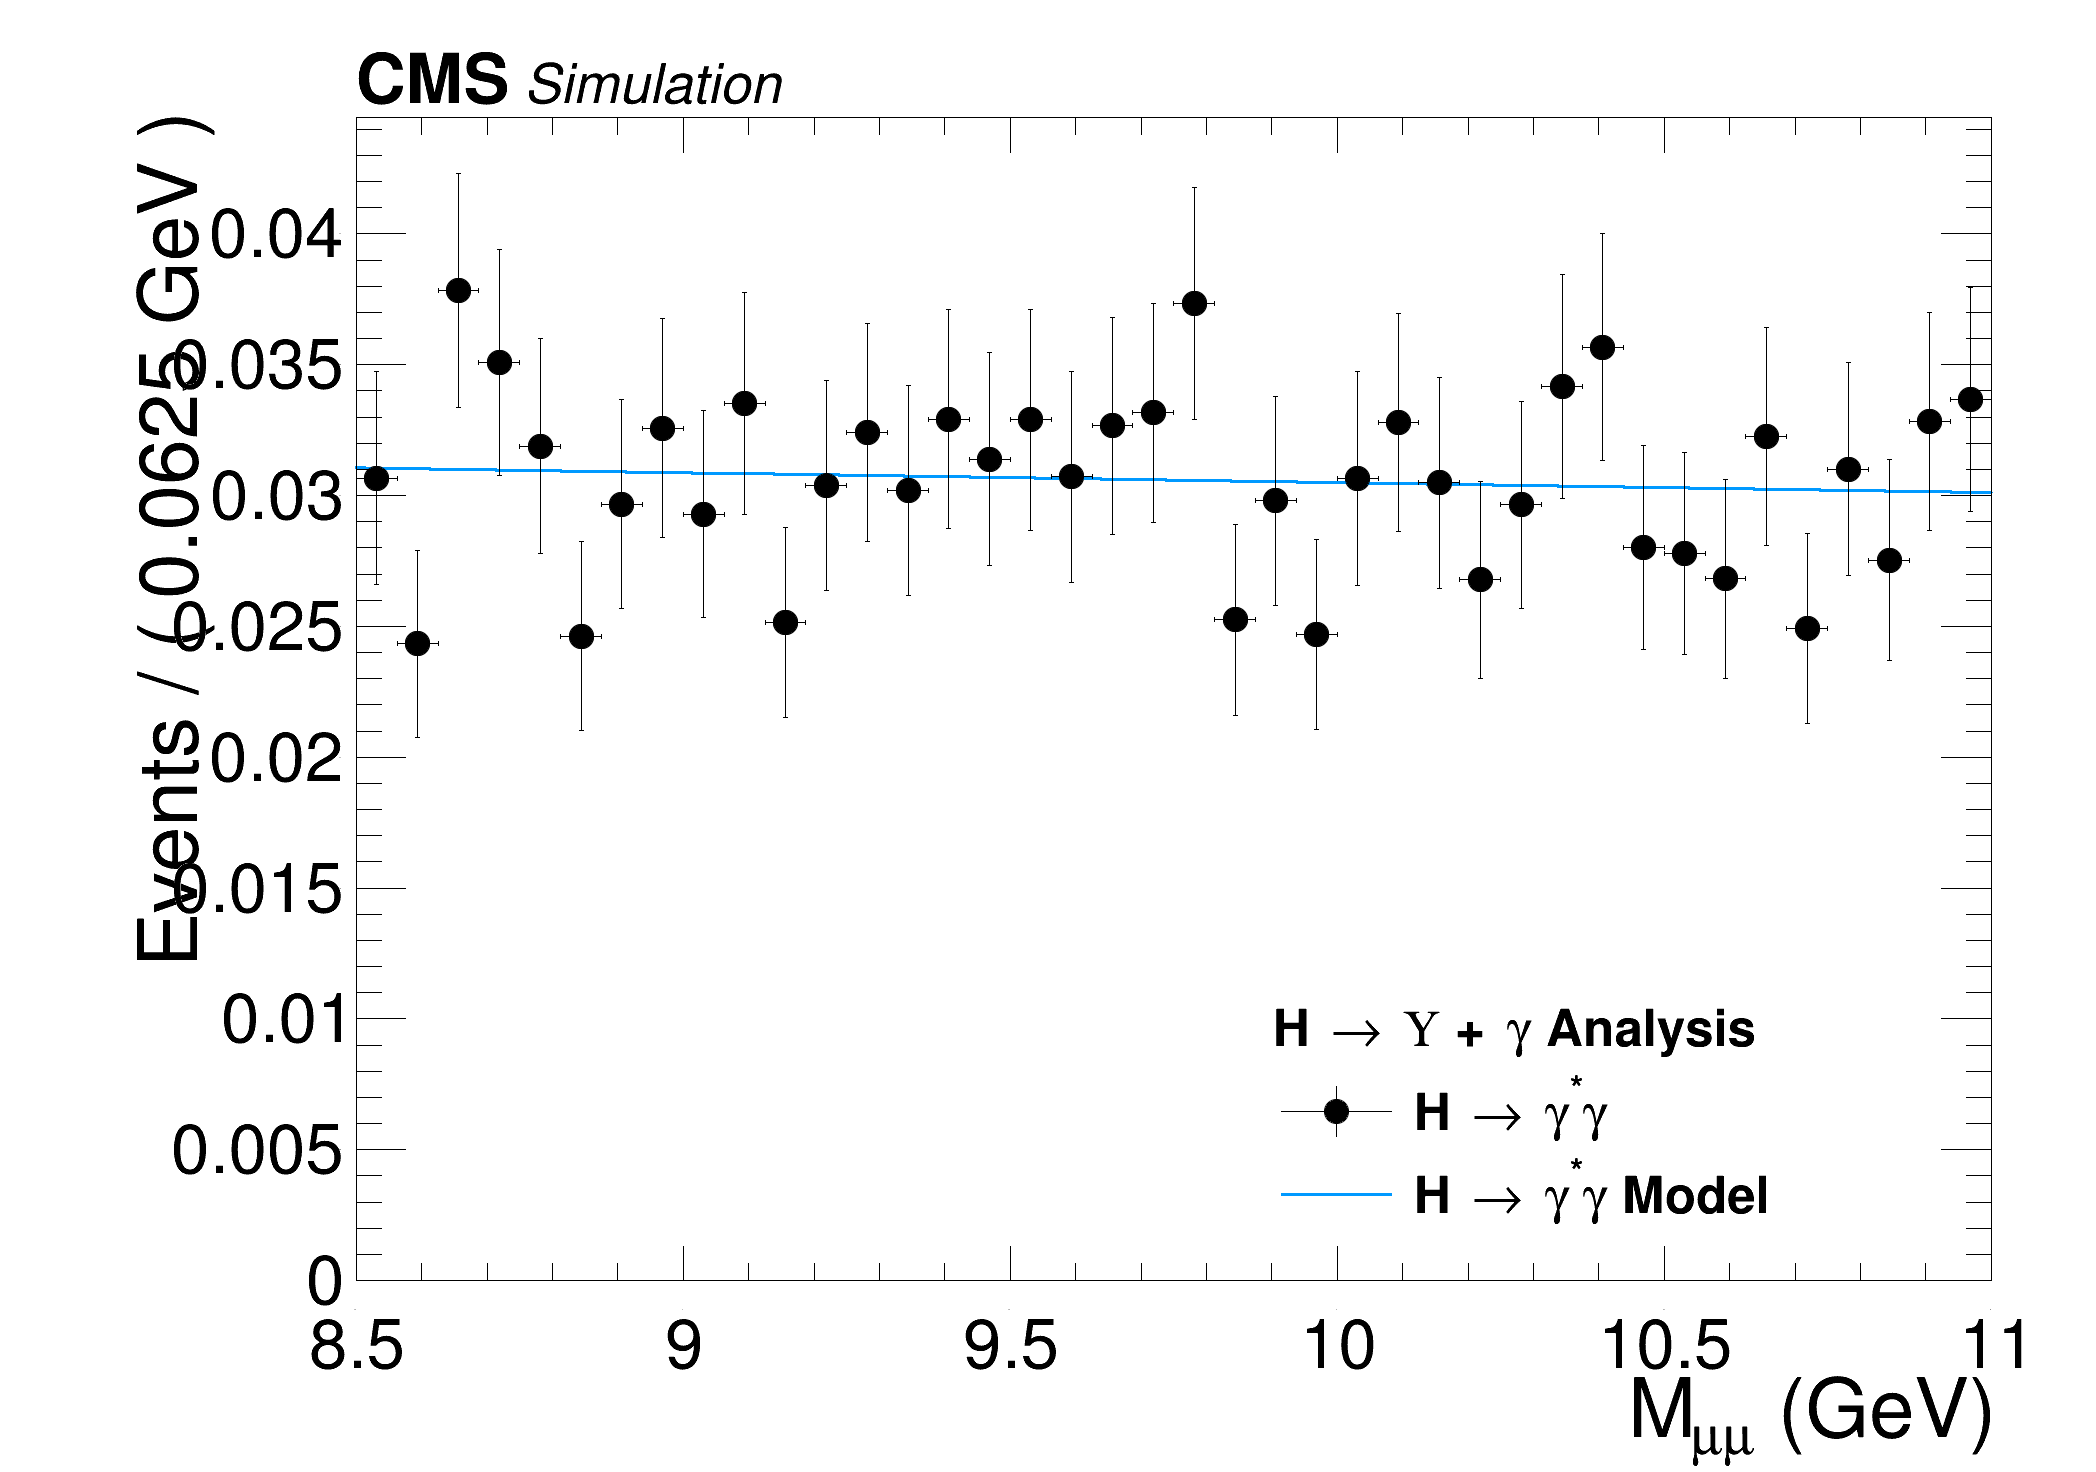 CMS Simulation
Events / ( 0.0625 GeV )
0.04
0.035
0.03
0.025
0.02
0.015
0.01
0.005
0
H → Υ + γ Analysis
H → γ* γ
H → γ* γ Model
8.5 9 9.5 10 10.5 11
Mμμ (GeV)